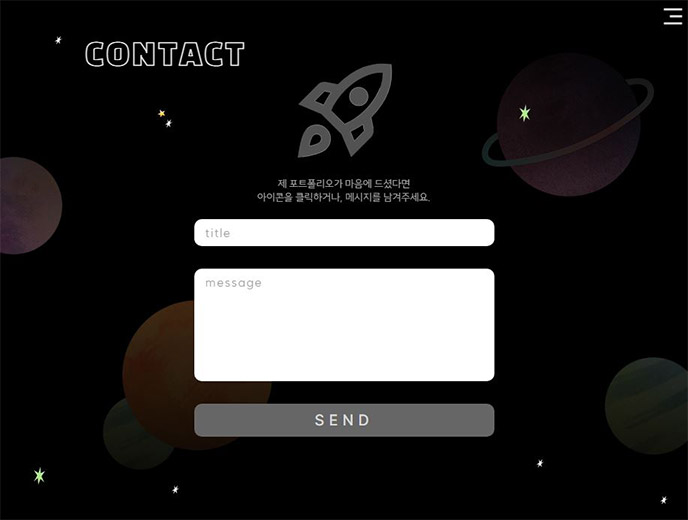 CONTACT
제 포트폴리오가 마음에 드셨다면
아이콘을 클릭하거나, 메시지를 남겨주세요.
title
message
SEND